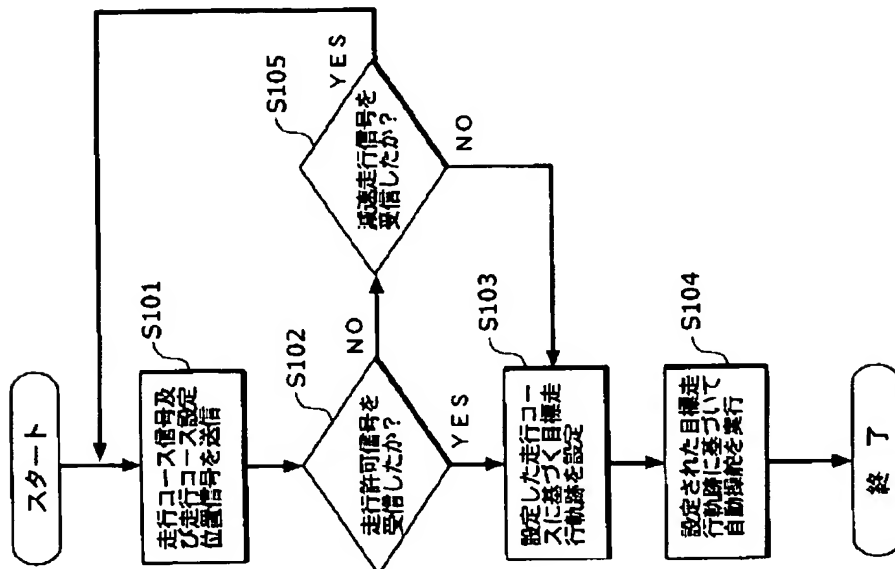 スタート
走行コース信号及
び走行コース設定
位置信号を送信
S101
走行許可信号を
受信したか?
S102
NO
YES
減速走行信号を
受信したか?
S105
YES
NO
設定した走行コー
スに基づく目標走
行軌跡を設定
S103
設定された目標走
行軌跡に基づいて
自動操舵を実行
S104
終 了